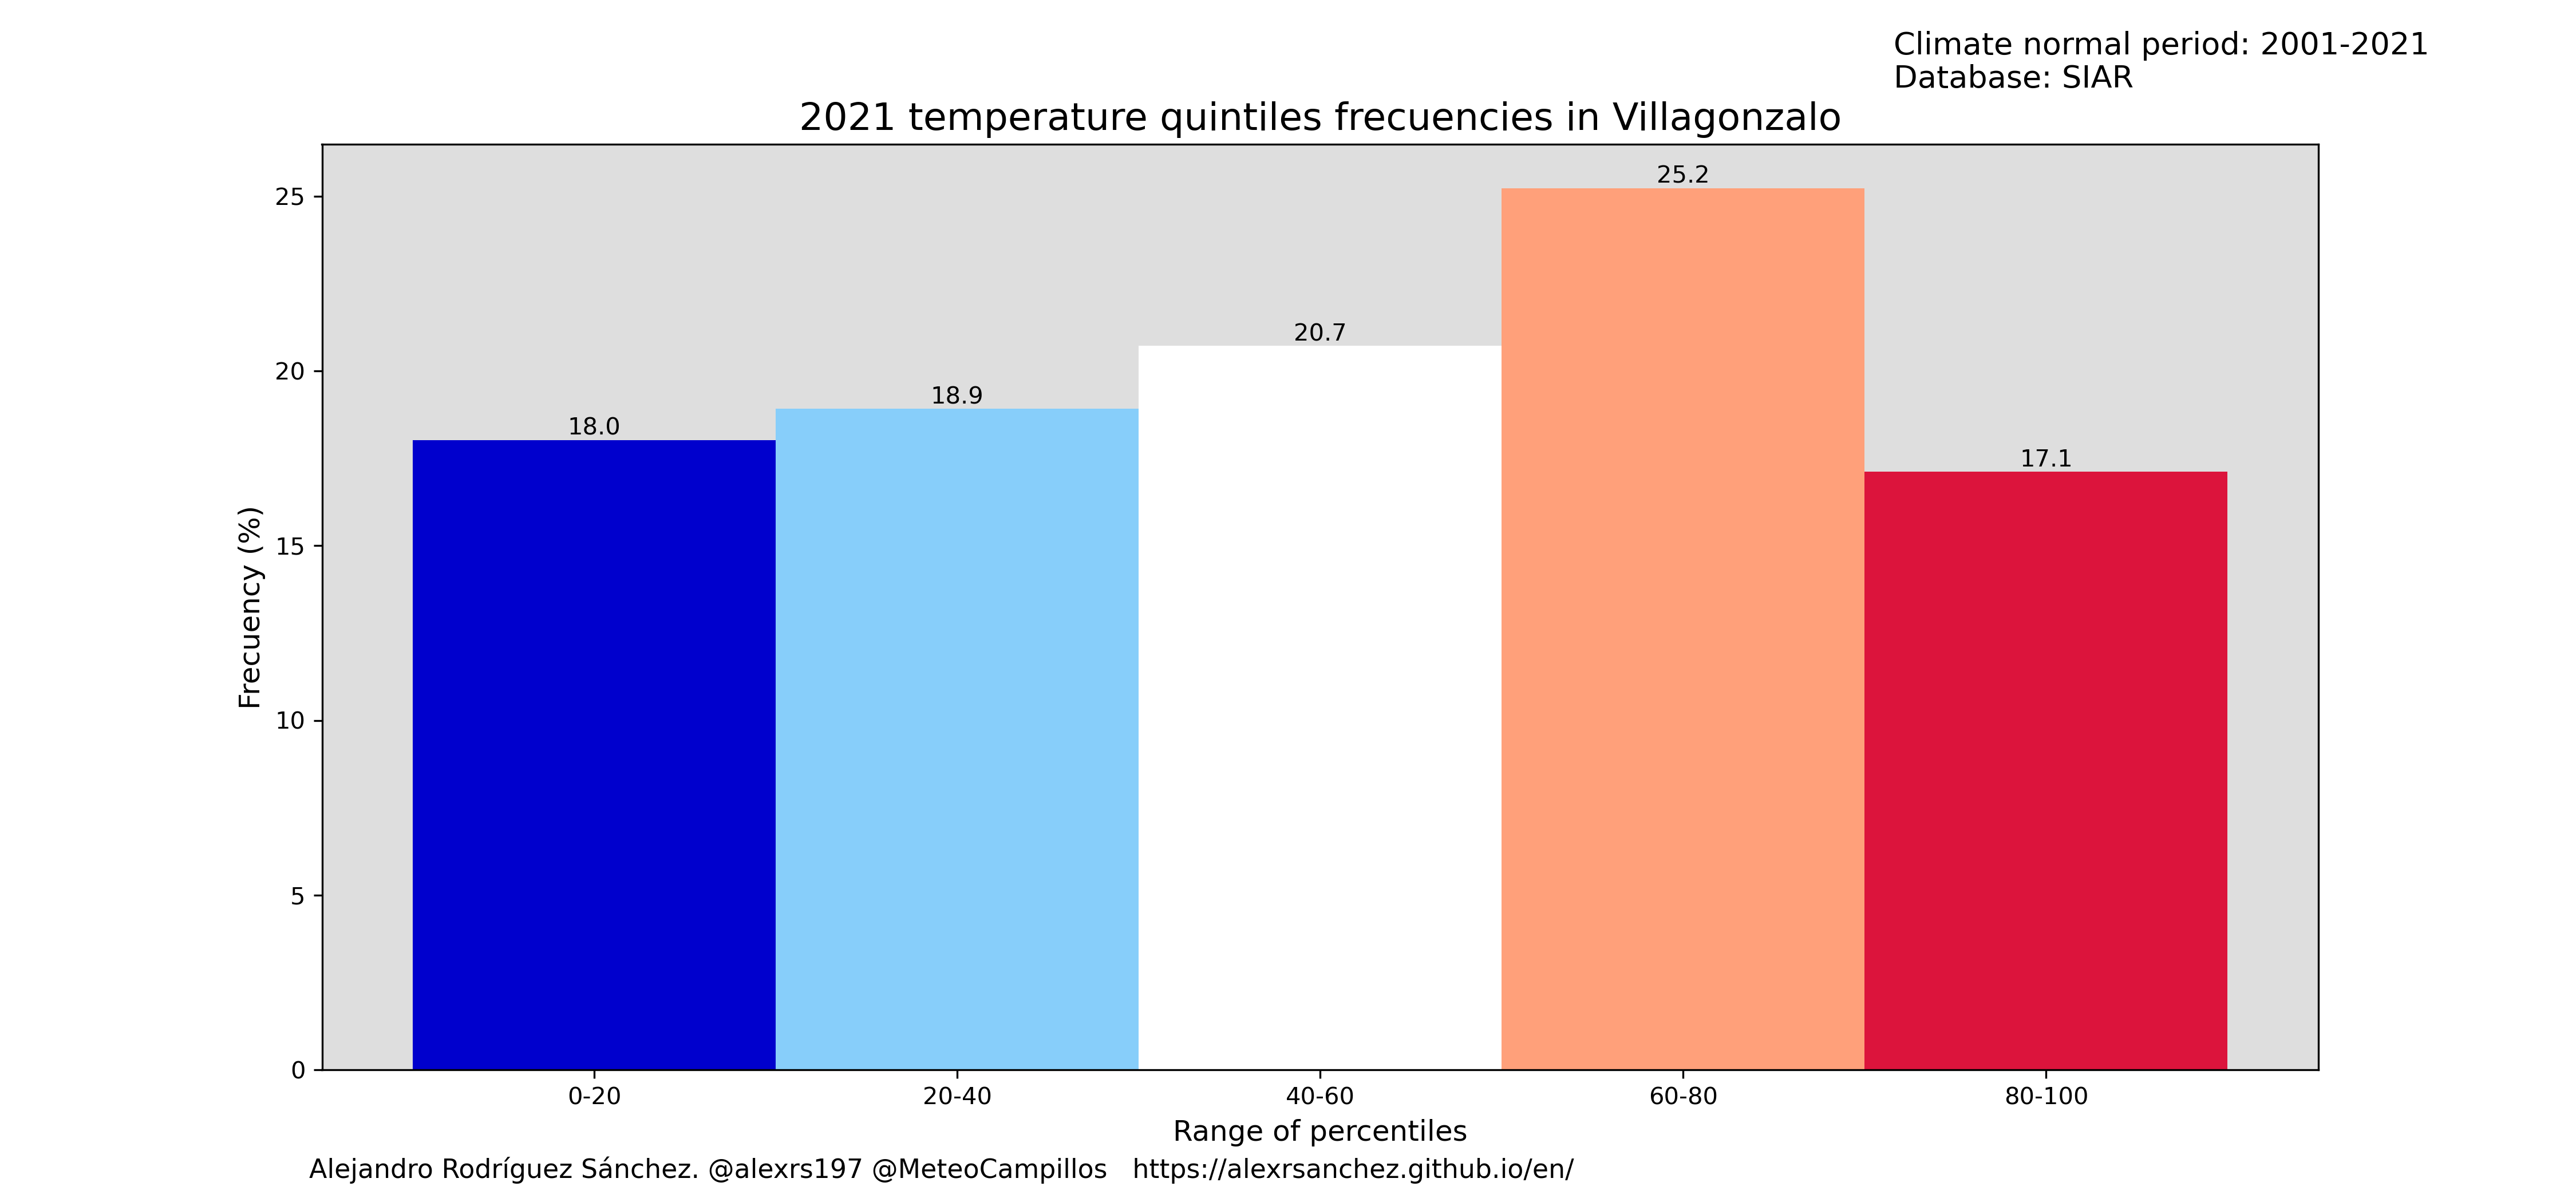 Climate normal period: 2001-2021
Database: SIAR
2021 temperature quintiles frecuencies in Villagonzalo
25.2
25
20.7
20
18.9
18.0
17.1
Frecuency (%)
15
10
5
0
0-20 20-40 40-60 60-80 80-100
Range of percentiles
Alejandro Rodríguez Sánchez. @alexrs197 @MeteoCampillos https://alexrsanchez.github.io/en/